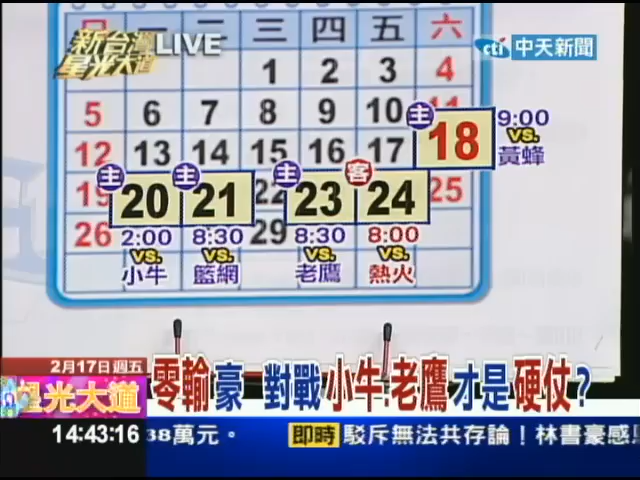 新台灣
星光大道
LIVE
cti 中天新聞
日 一 二 三 四 五 六
1 2 3 4
5 6 7 8 9 10 11
12 13 14 15 16 17
主 18 9:00
vs.
黃蜂
19 主 20 主 21 22 主 23 客 24 25
26 2:00 8:30 29 8:30 8:00
vs. vs. vs. vs.
小牛 籃網 老鷹 熱火
2月17日週五
星光大道
零輸豪 對戰小牛.老鷹才是硬仗?
14:43:16 38萬元。 即時 駁斥無法共存論!林書豪感